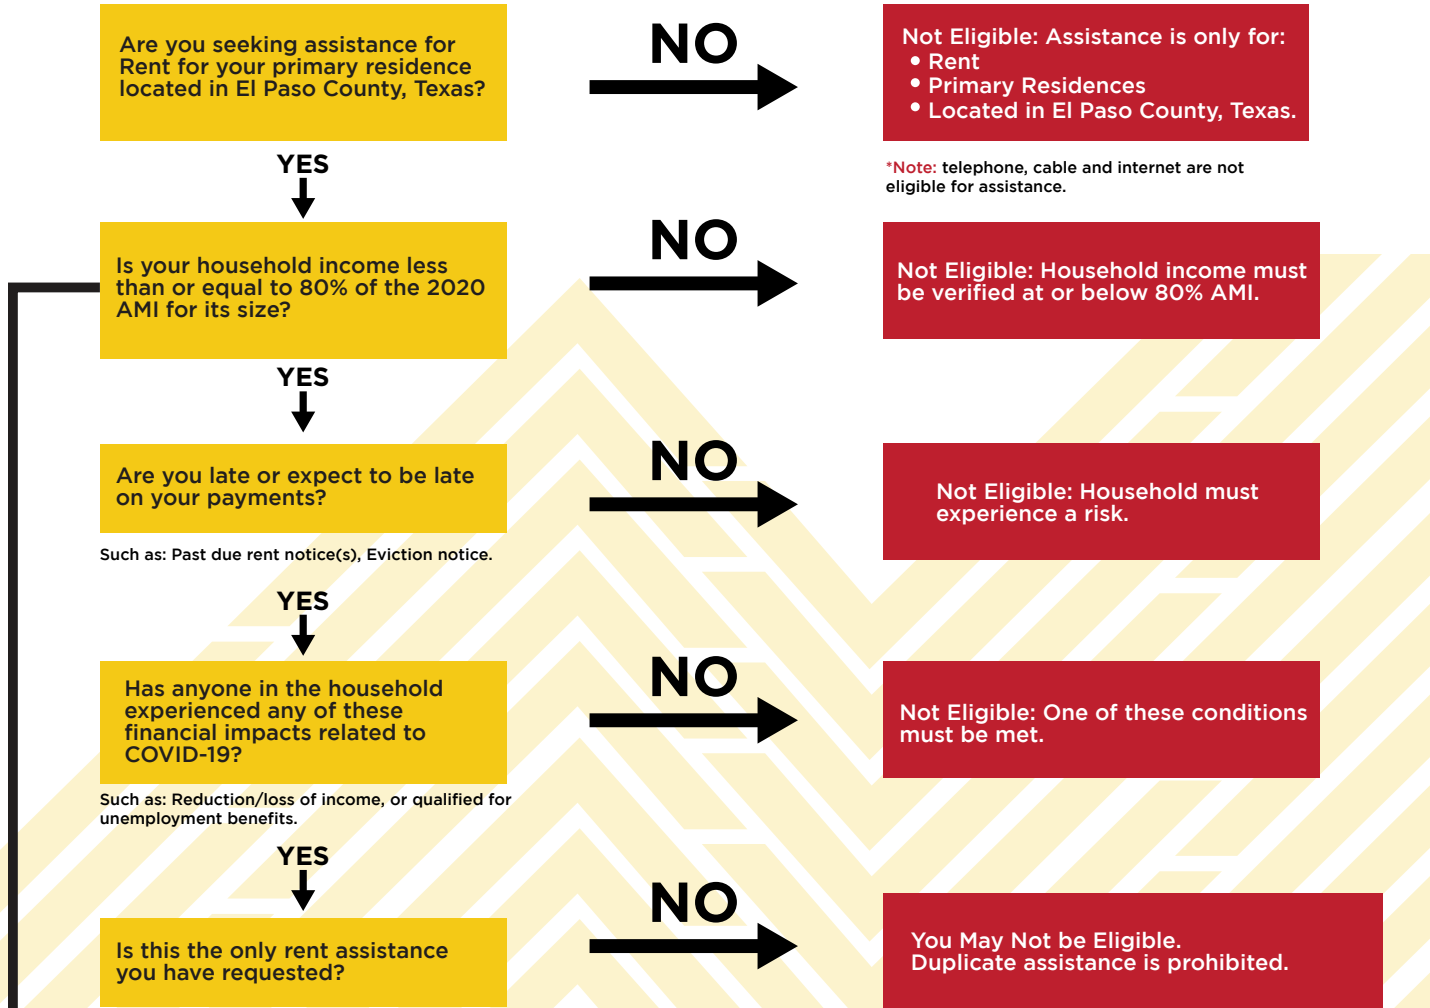 Are you seeking assistance for
Rent for your primary residence
located in El Paso County, Texas?
NO
Not Eligible: Assistance is only for:
• Rent
• Primary Residences
• Located in El Paso County, Texas.
*Note: telephone, cable and internet are not
eligible for assistance.
YES
Is your household income less
than or equal to 80% of the 2020
AMI for its size?
NO
Not Eligible: Household income must
be verified at or below 80% AMI.
YES
Are you late or expect to be late
on your payments?
Such as: Past due rent notice(s), Eviction notice.
NO
Not Eligible: Household must
experience a risk.
YES
Has anyone in the household
experienced any of these
financial impacts related to
COVID-19?
Such as: Reduction/loss of income, or qualified for
unemployment benefits.
NO
Not Eligible: One of these conditions
must be met.
YES
Is this the only rent assistance
you have requested?
NO
You May Not be Eligible.
Duplicate assistance is prohibited.